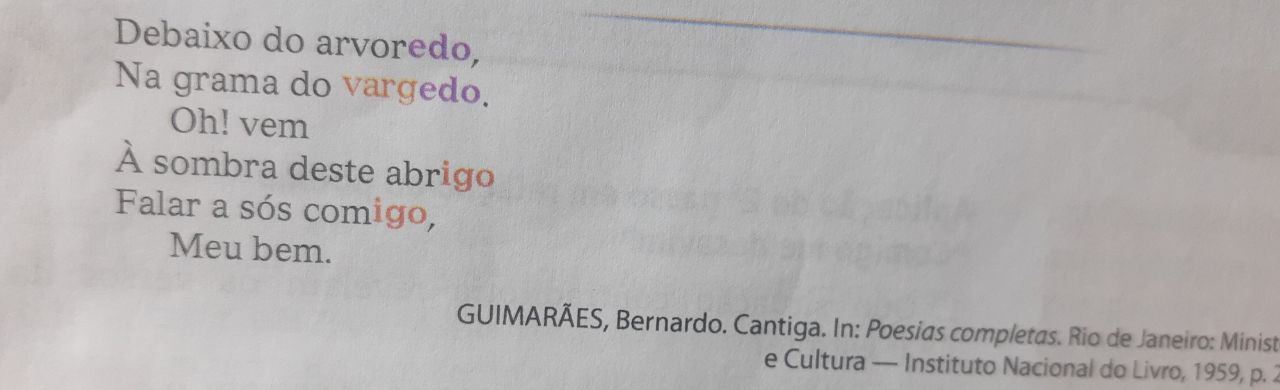 Debaixo do arvoredo,
Na grama do vargedo.
Oh! vem
À sombra deste abrigo
Falar a sós comigo,
Meu bem.
GUIMARÃES, Bernardo. Cantiga. In: Poesias completas. Rio de Janeiro:
e Cultura — Instituto Nacional do Livro, 1959, p.